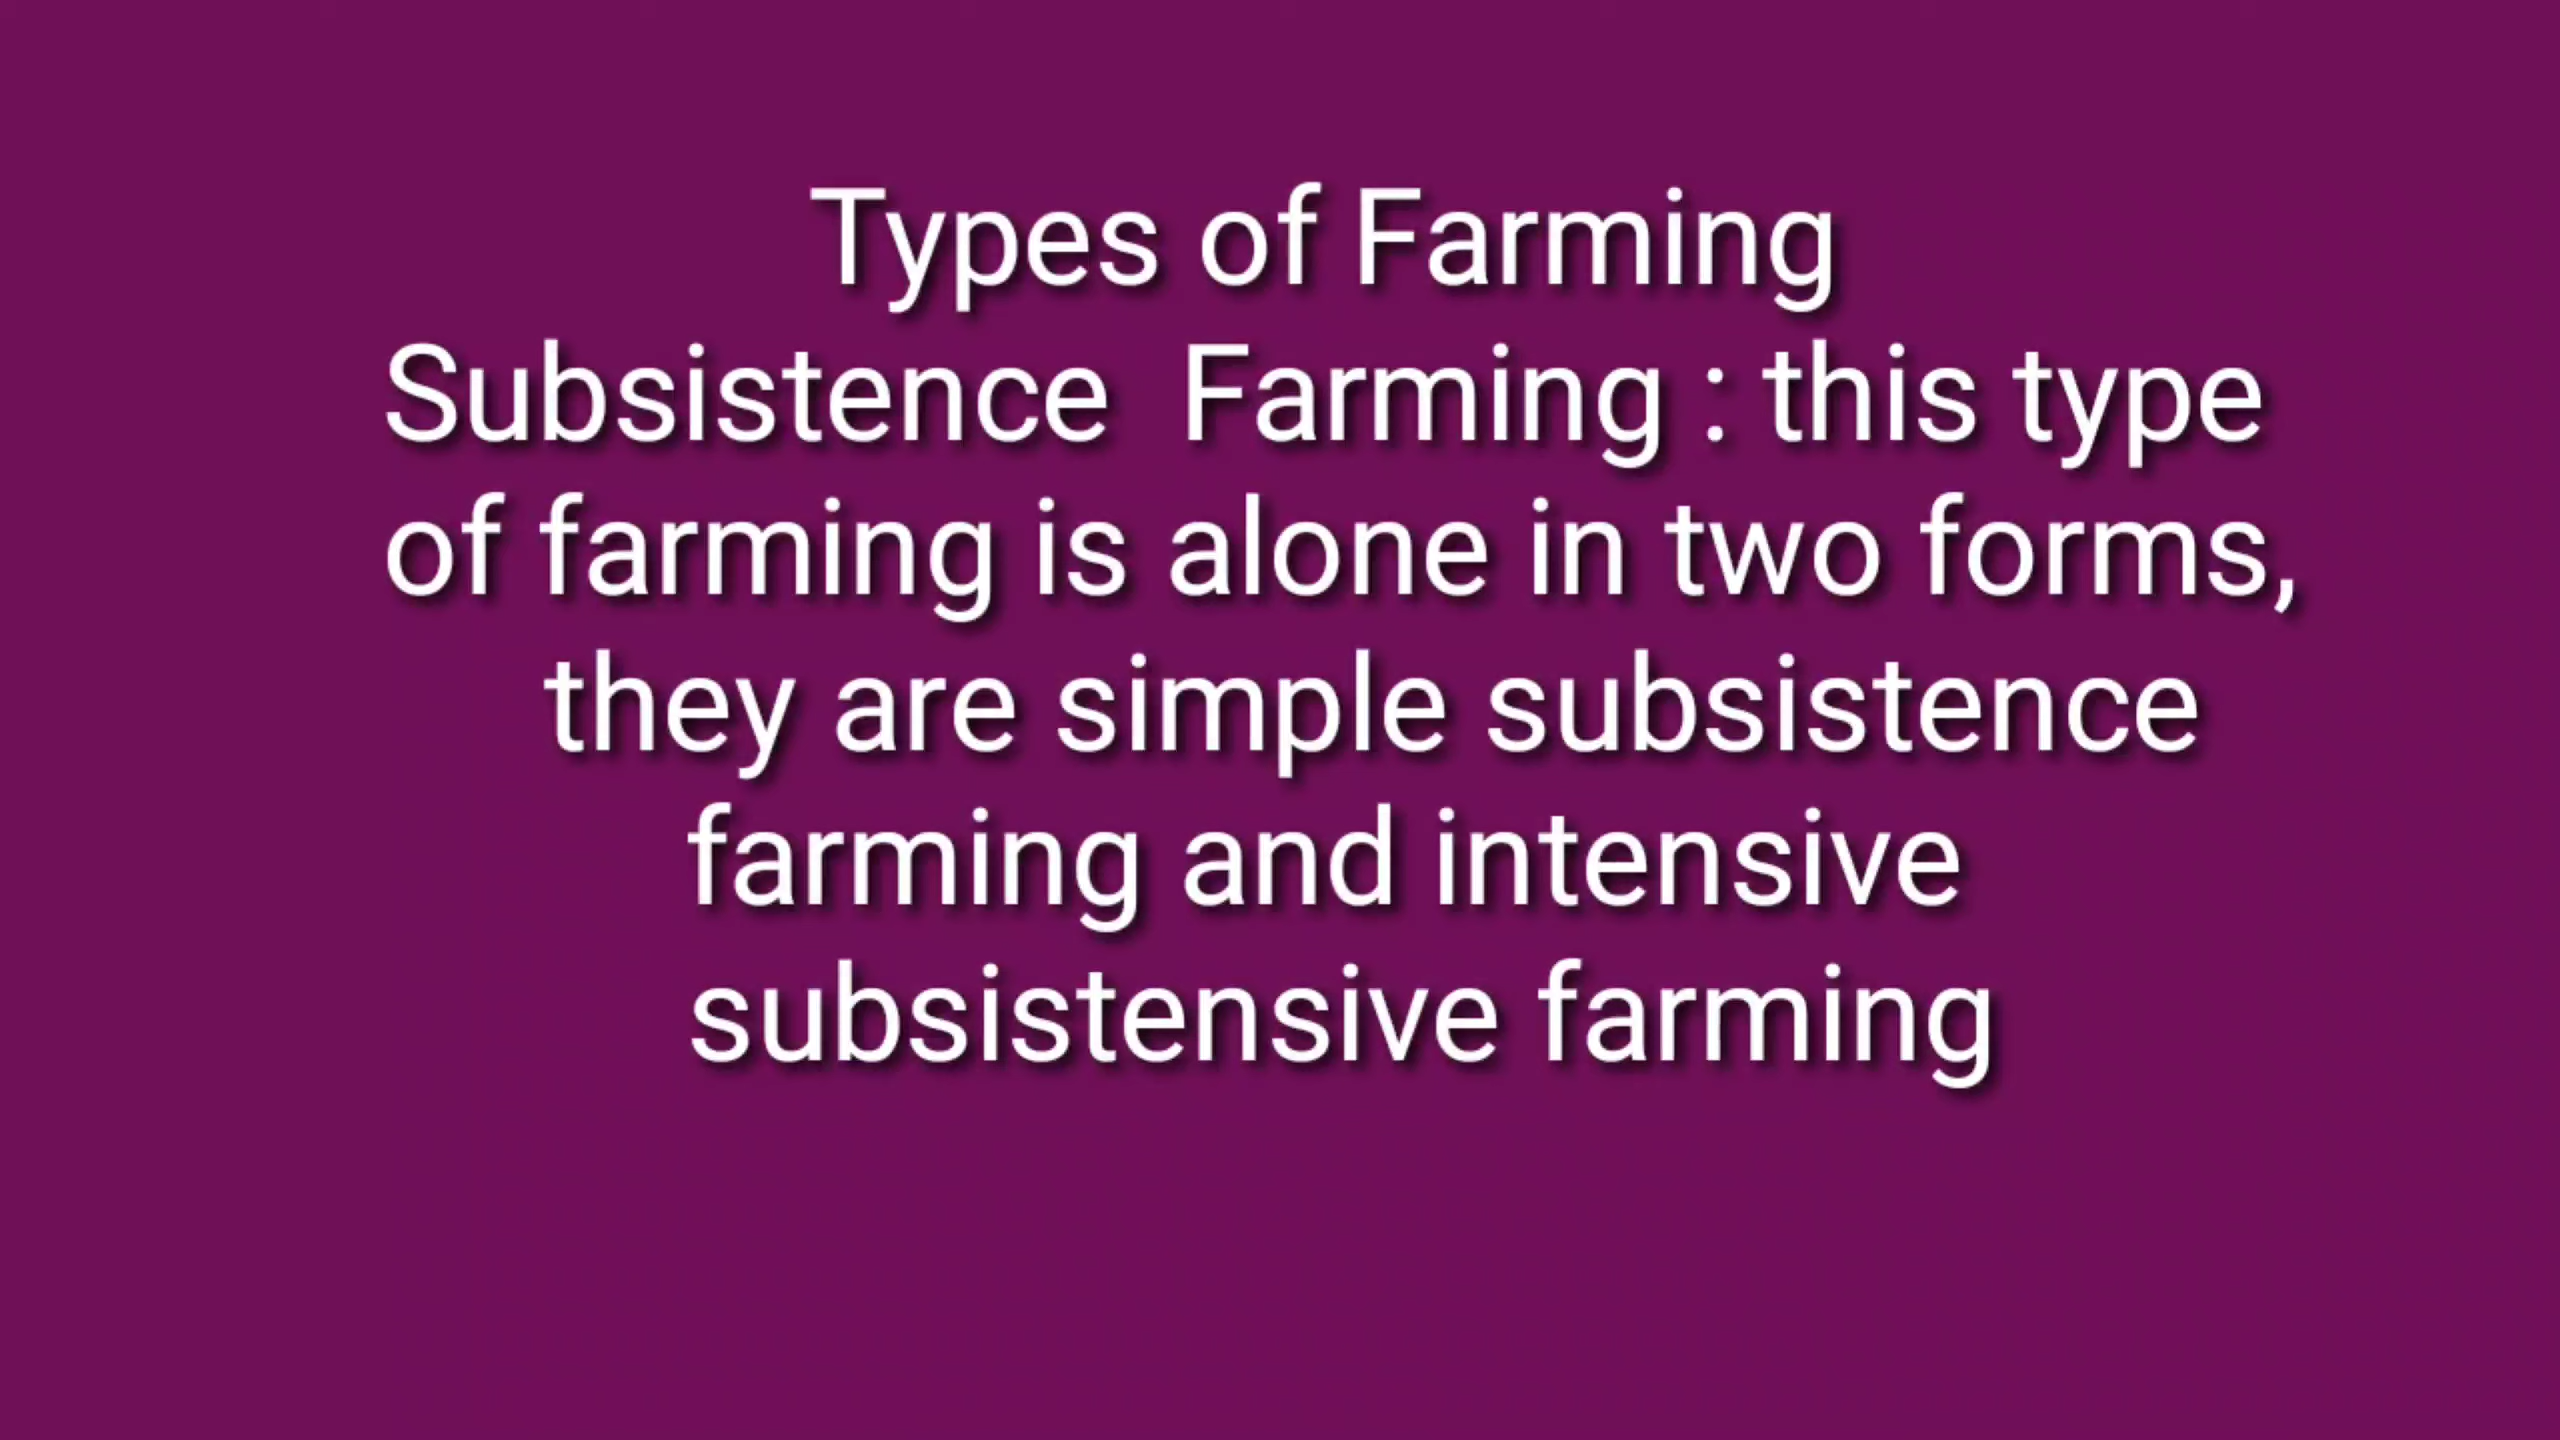 Types of Farming
Subsistence  Farming : this type
of farming is alone in two forms,
they are simple subsistence
farming and intensive
subsistensive farming